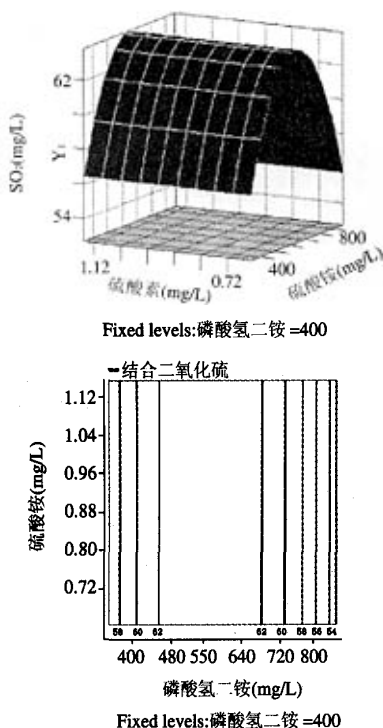 SO₂(mg/L)
62
Y₁
54
1.12
0.72
400
800
硫酸素(mg/L)
硫酸铵(mg/L)
Fixed levels:磷酸氢二铵 =400
结合二氧化硫
硫酸铵(mg/L)
1.12
1.04
0.96
0.88
0.80
0.72
58 60 62 62 60 58 56 54
400 480 550 640 720 800
磷酸氢二铵(mg/L)
Fixed levels:磷酸氢二铵 =400